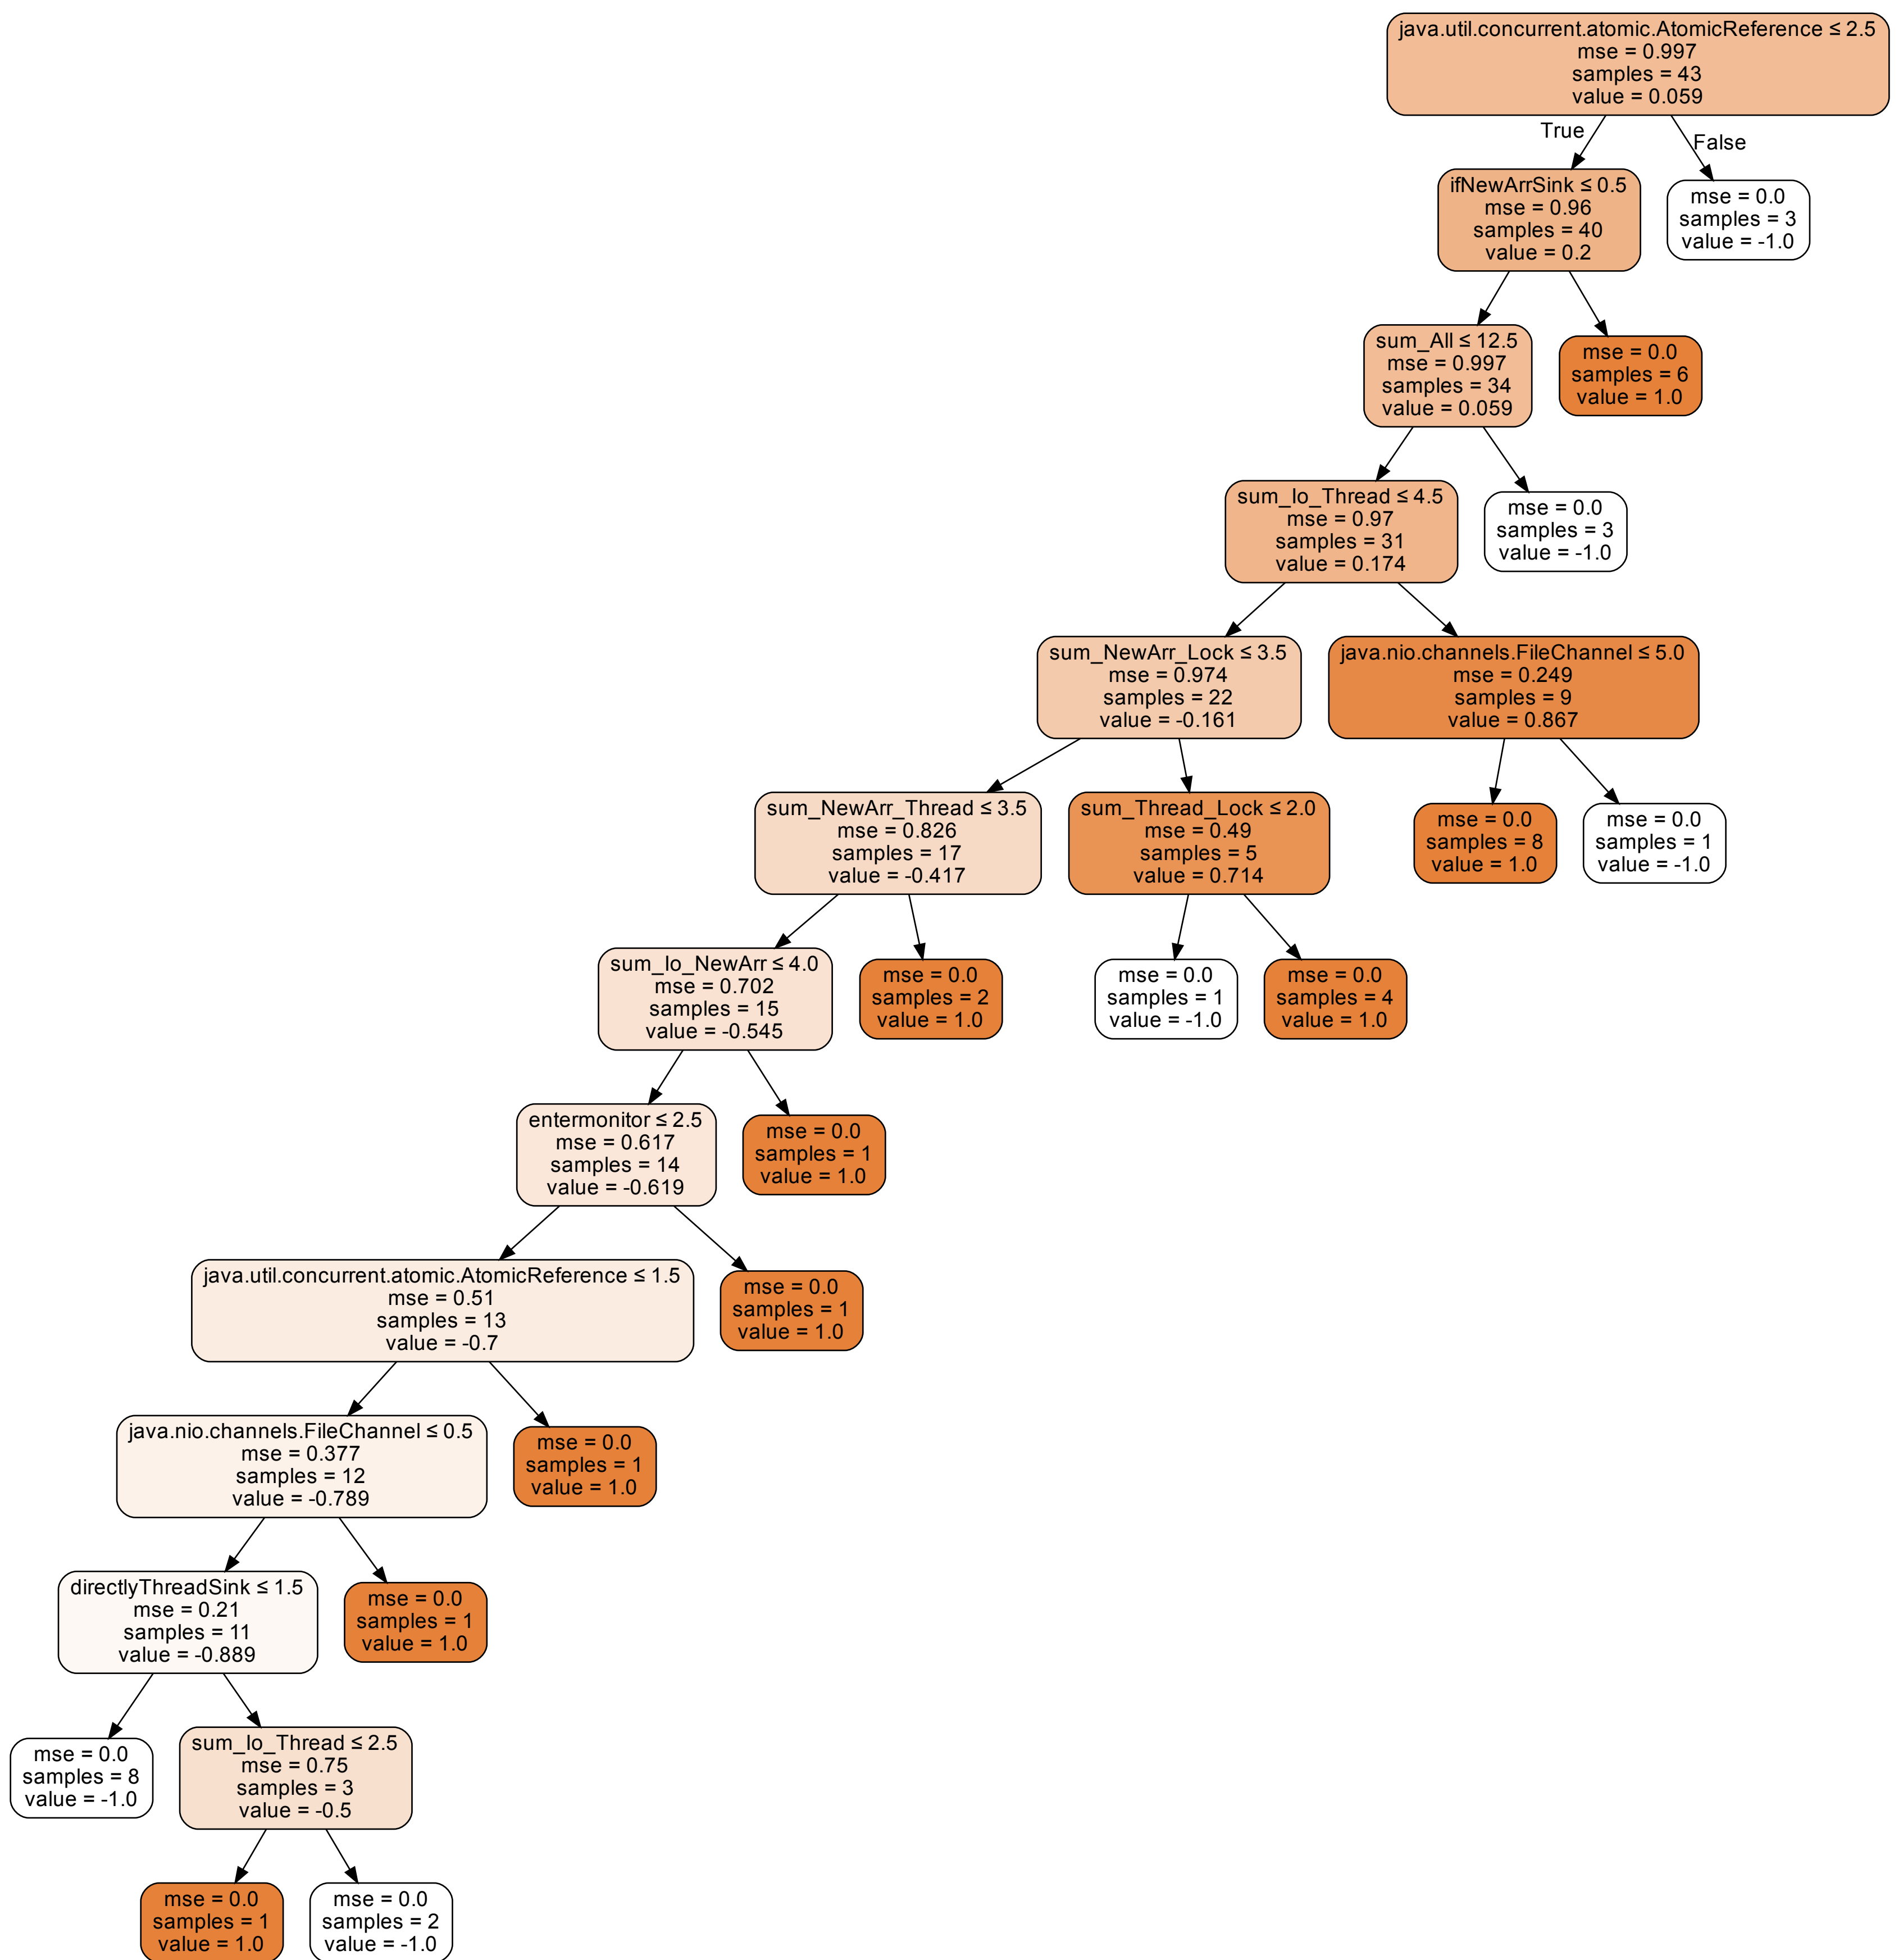 java.util.concurrent.atomic.AtomicReference ≤ 2.5
mse = 0.997
samples = 43
value = 0.059
True
False
ifNewArrSink ≤ 0.5
mse = 0.96
samples = 40
value = 0.2
mse = 0.0
samples = 3
value = -1.0
sum_All ≤ 12.5
mse = 0.997
samples = 34
value = 0.059
mse = 0.0
samples = 6
value = 1.0
sum_Io_Thread ≤ 4.5
mse = 0.97
samples = 31
value = 0.174
mse = 0.0
samples = 3
value = -1.0
sum_NewArr_Lock ≤ 3.5
mse = 0.974
samples = 22
value = -0.161
java.nio.channels.FileChannel ≤ 5.0
mse = 0.249
samples = 9
value = 0.867
sum_NewArr_Thread ≤ 3.5
mse = 0.826
samples = 17
value = -0.417
sum_Thread_Lock ≤ 2.0
mse = 0.49
samples = 5
value = 0.714
mse = 0.0
samples = 8
value = 1.0
mse = 0.0
samples = 1
value = -1.0
sum_Io_NewArr ≤ 4.0
mse = 0.702
samples = 15
value = -0.545
mse = 0.0
samples = 2
value = 1.0
mse = 0.0
samples = 1
value = -1.0
mse = 0.0
samples = 4
value = 1.0
entermonitor ≤ 2.5
mse = 0.617
samples = 14
value = -0.619
mse = 0.0
samples = 1
value = 1.0
java.util.concurrent.atomic.AtomicReference ≤ 1.5
mse = 0.51
samples = 13
value = -0.7
mse = 0.0
samples = 1
value = 1.0
java.nio.channels.FileChannel ≤ 0.5
mse = 0.377
samples = 12
value = -0.789
mse = 0.0
samples = 1
value = 1.0
directlyThreadSink ≤ 1.5
mse = 0.21
samples = 11
value = -0.889
mse = 0.0
samples = 1
value = 1.0
mse = 0.0
samples = 8
value = -1.0
sum_Io_Thread ≤ 2.5
mse = 0.75
samples = 3
value = -0.5
mse = 0.0
samples = 1
value = 1.0
mse = 0.0
samples = 2
value = -1.0